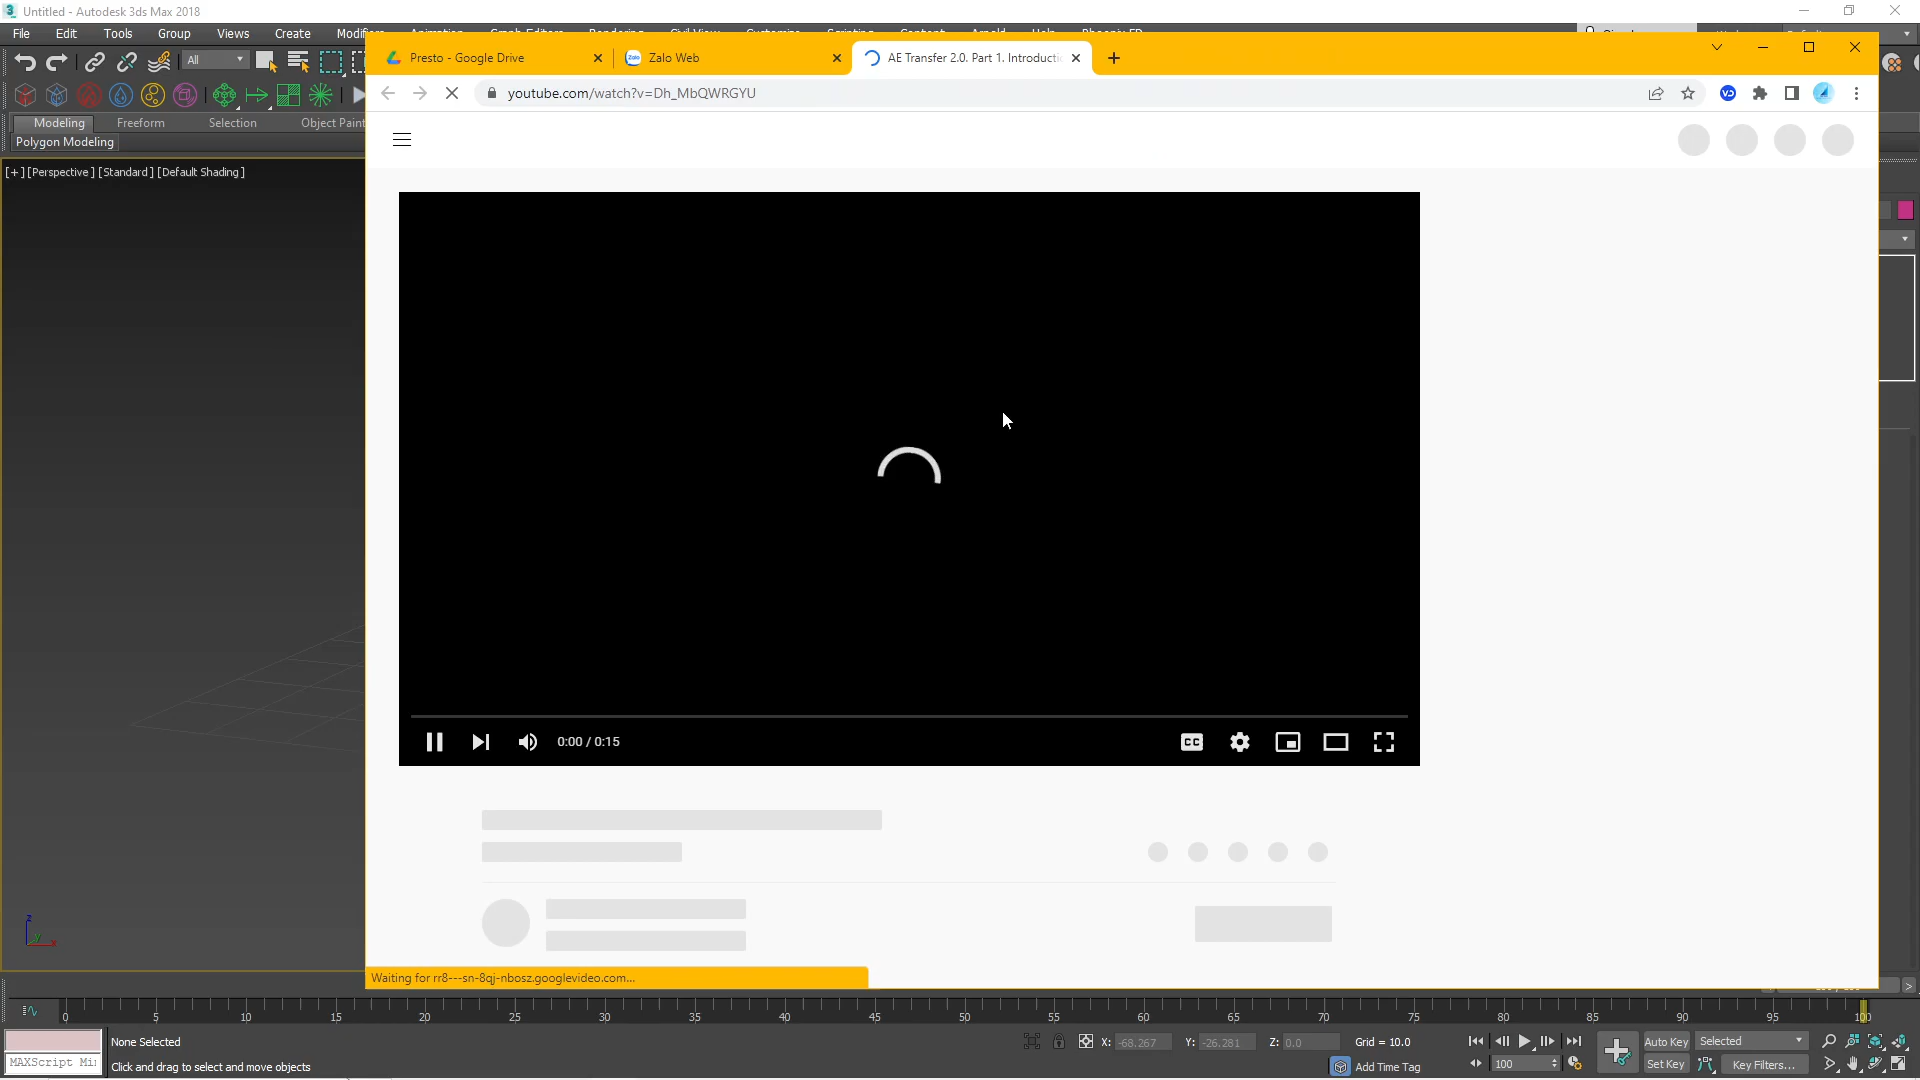 Untitled - Autodesk 3ds Max 2018
File Edit Tools Group Views Create
Presto - Google Drive
Zalo Web
AE Transfer 2.0. Part 1. Introducti
All
youtube.com/watch?v=Dh_MbQWRGYU
Modeling Freeform Selection Object Paint
Polygon Modeling
[+] [Perspective] [Standard] [Default Shading]
0:00 / 0:15
CC
Waiting for rr8---sn-8qj-nbosz.googlevideo.com...
0 5 10 15 20 25 30 35 40 45 50 55 60 65 70 75 80 85 90 95 100
None Selected
X: -68.267 Y: -26.281 Z: 0.0 Grid = 10.0
Auto Key Selected
MAXScript Mi
Click and drag to select and move objects
Add Time Tag
100
Set Key Key Filters...